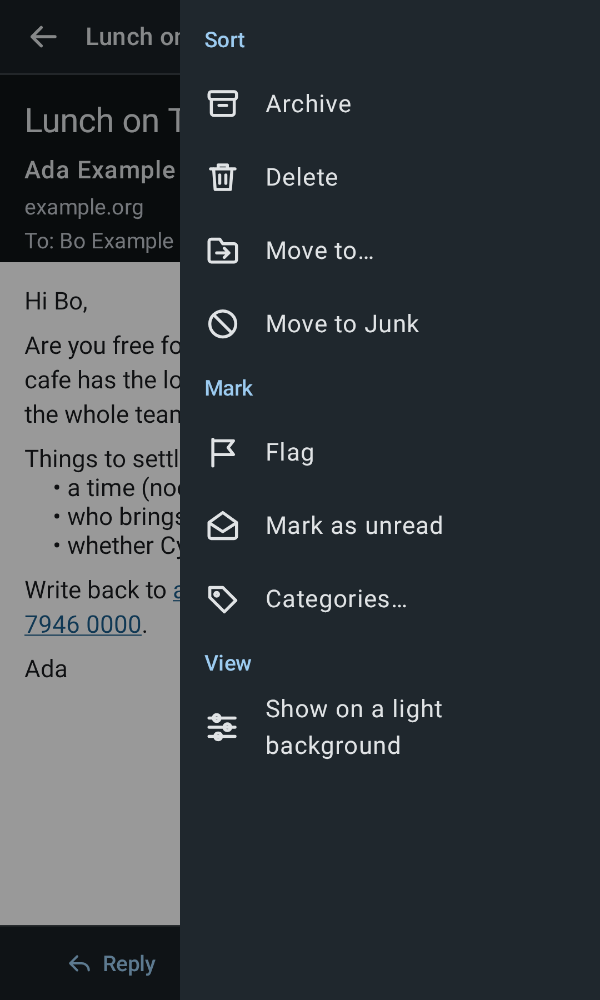 Lunch on
Lunch on T
Ada Example
example.org
To: Bo Example
Hi Bo,
Are you free fo
cafe has the lo
the whole team
Things to settl
• a time (noo
• who brings
• whether Cy
Write back to a
7946 0000.
Ada
Reply
Sort
Archive
Delete
Move to…
Move to Junk
Mark
Flag
Mark as unread
Categories…
View
Show on a light
background